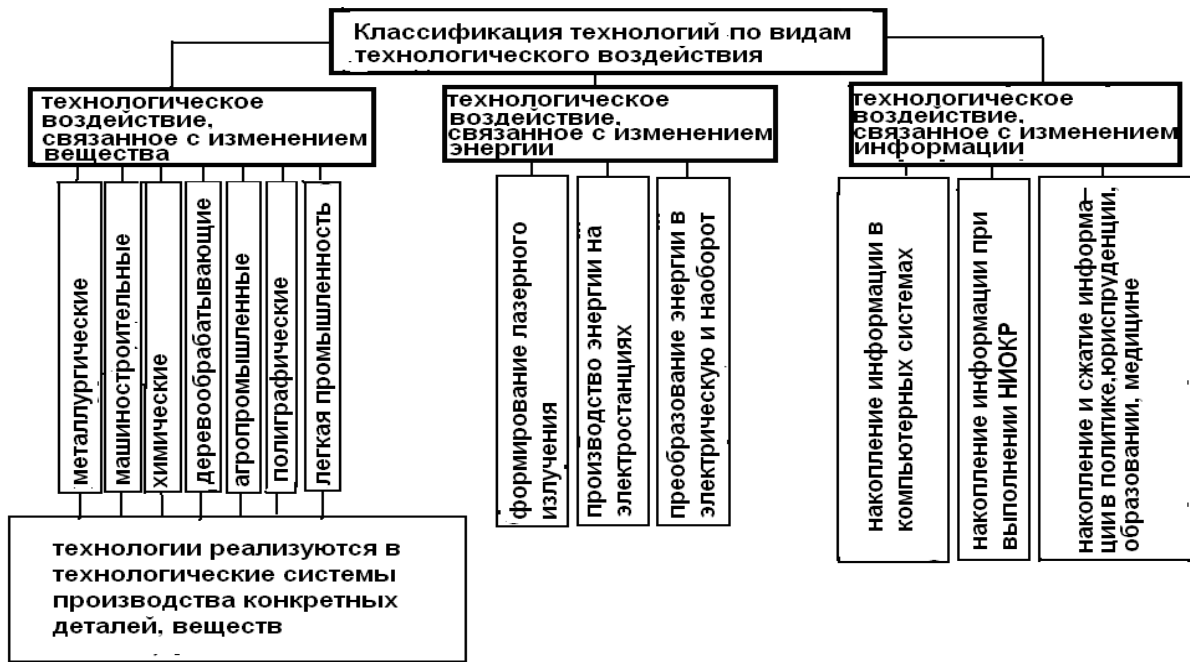 Классификация технологий по видам
технологического воздействия
технологическое
воздействие,
связанное с изменением
вещества
технологическое
воздействие,
связанное с изменением
энергии
технологическое
воздействие,
связанное с изменением
информации
металлургические
машиностроительные
химические
деревообрабатывающие
агропромышленные
полиграфические
легкая промышленность
формирование лазерного
излучения
производство энергии на
электростанциях
преобразование энергии в
электрическую и наоборот
накопление информации в
компьютерных системах
накопление информации при
выполнении НИОКР
накопление и сжатие информа–
ции в политике,юриспруденции,
образовании, медицине
технологии реализуются в
технологические системы
производства конкретных
деталей, веществ